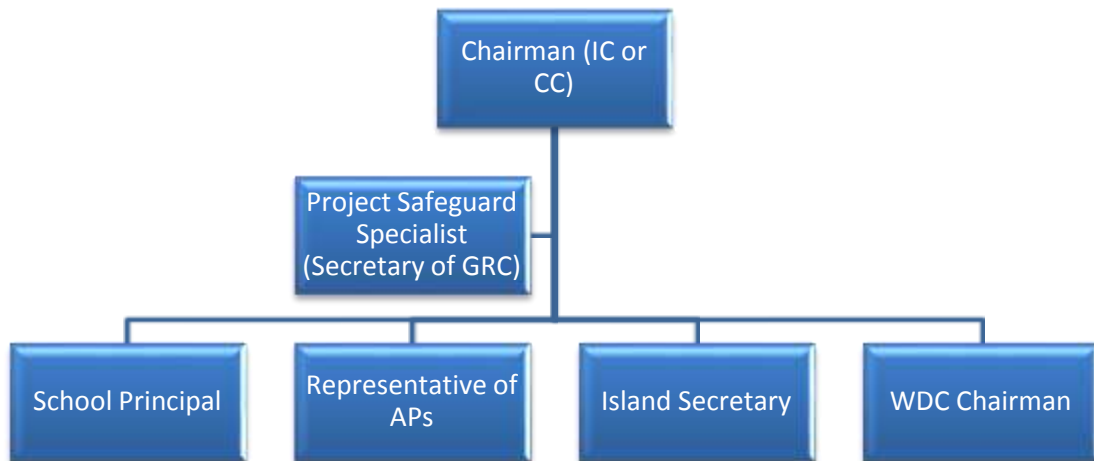 Chairman (IC or
CC)
Project Safeguard
Specialist
(Secretary of GRC)
School Principal
Representative of
APs
Island Secretary
WDC Chairman